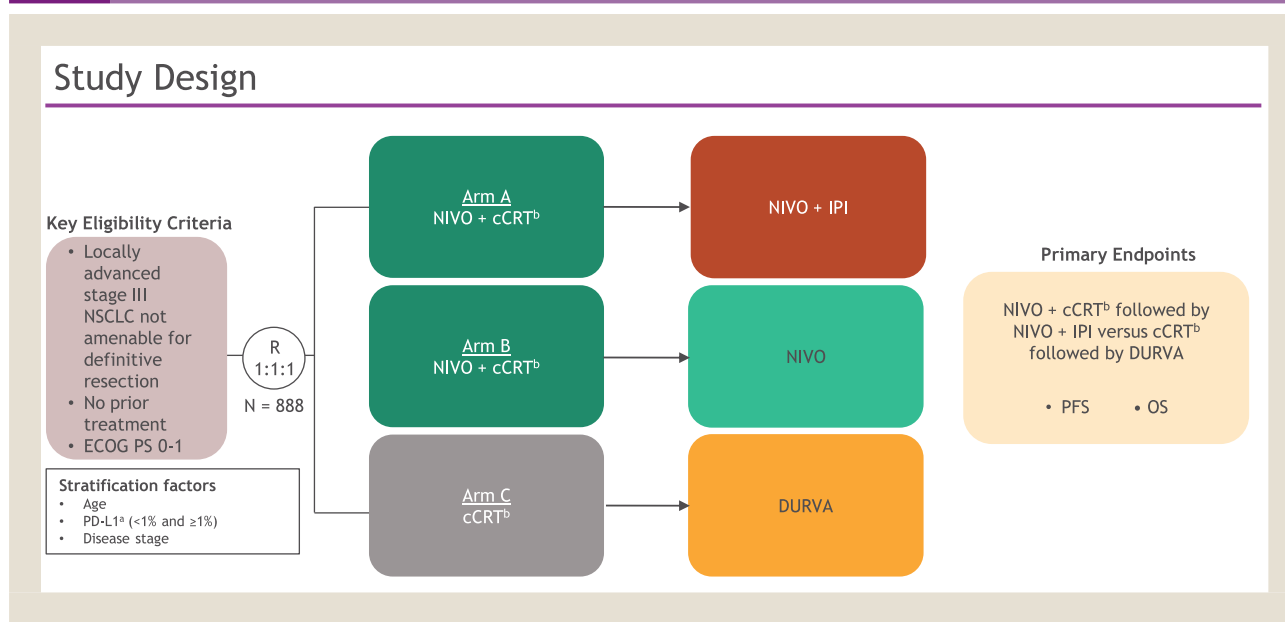 Study Design
Key Eligibility Criteria
• Locally
advanced
stage III
NSCLC not
amenable for
definitive
resection
• No prior
treatment
• ECOG PS 0-1
Stratification factors
• Age
• PD-L1ᵃ (<1% and ≥1%)
• Disease stage
R
1:1:1
N = 888
Arm A
NIVO + cCRTᵇ
NIVO + IPI
Arm B
NIVO + cCRTᵇ
NIVO
Arm C
cCRTᵇ
DURVA
Primary Endpoints
NIVO + cCRTᵇ followed by
NIVO + IPI versus cCRTᵇ
followed by DURVA
• PFS • OS